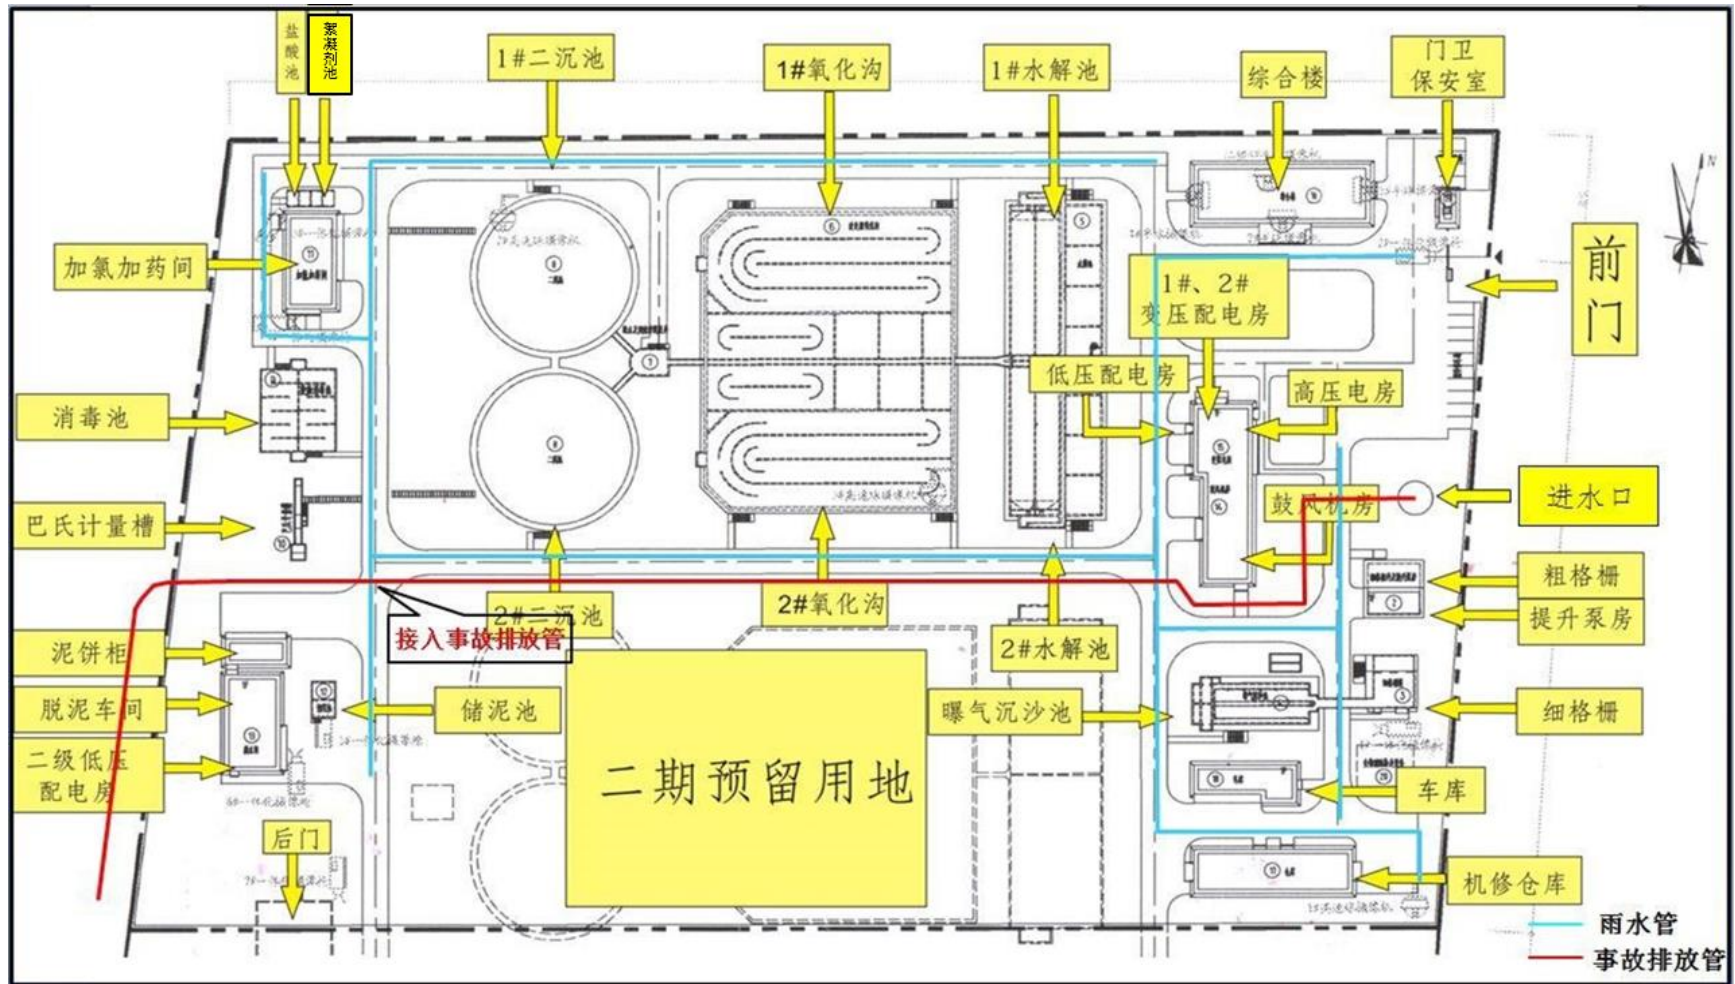 盐酸池
絮凝剂池
1#二沉池
1#氧化沟
1#水解池
综合楼
门卫
保安室
N
加氯加药间
前门
1#、2#
变压配电房
低压配电房
高压电房
消毒池
鼓风机房
进水口
巴氏计量槽
粗格栅
2#二沉池
2#氧化沟
提升泵房
接入事故排放管
2#水解池
泥饼柜
脱泥车间
储泥池
曝气沉沙池
细格栅
二级低压
配电房
二期预留用地
车库
后门
机修仓库
雨水管
事故排放管